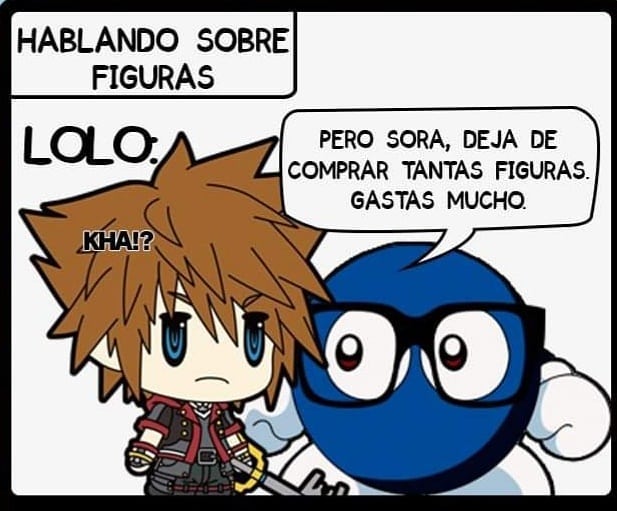 HABLANDO SOBRE
FIGURAS
LOLO:
PERO SORA, DEJA DE
COMPRAR TANTAS FIGURAS.
GASTAS MUCHO.
KHA!?